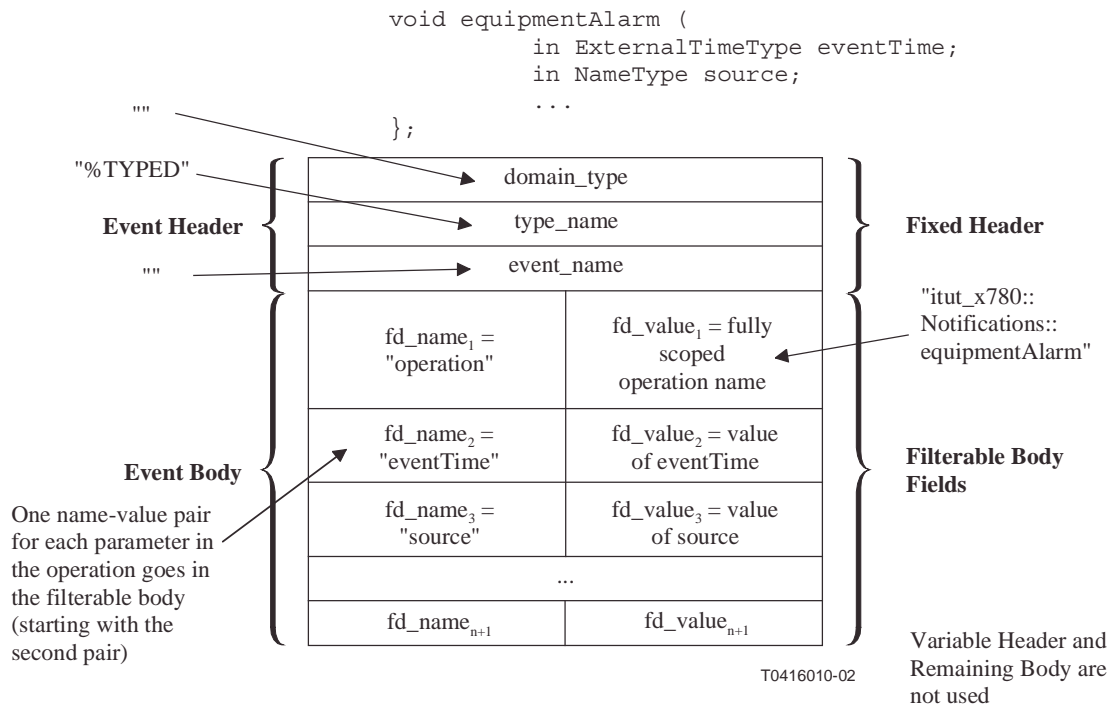 void equipmentAlarm (
in ExternalTimeType eventTime;
in NameType source;
...
};
""
"%TYPED"
Event Header
""
domain_type
type_name
event_name
Fixed Header
"itut_x780::
Notifications::
equipmentAlarm"
fd_name1 =
"operation"
fd_value1 = fully
scoped
operation name
fd_name2 =
"eventTime"
fd_value2 = value
of eventTime
Event Body
Filterable Body
Fields
One name-value pair
for each parameter in
the operation goes in
the filterable body
(starting with the
second pair)
fd_name3 =
"source"
fd_value3 = value
of source
...
fd_namen+1
fd_valuen+1
T0416010-02
Variable Header and
Remaining Body are
not used